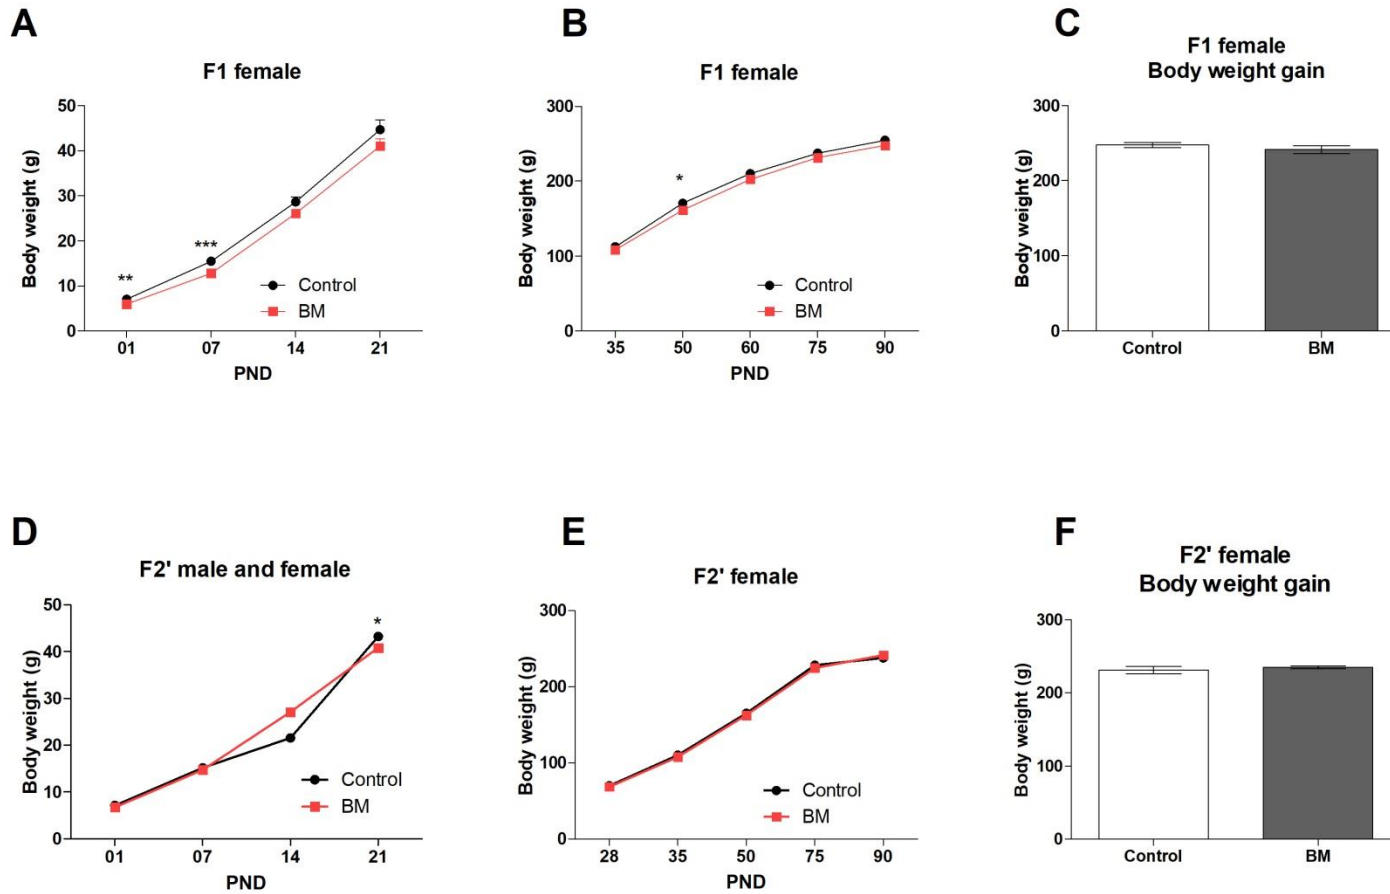 A
F1 female
Body weight (g)
50
40
30
20
10
0
**
***
Control
BM
01
07
14
21
PND
B
F1 female
Body weight (g)
300
200
100
0
*
Control
BM
35
50
60
75
90
PND
C
F1 female
Body weight gain
Body weight (g)
300
200
100
0
Control
BM
D
F2' male and female
Body weight (g)
50
40
30
20
10
0
*
Control
BM
01
07
14
21
PND
E
F2' female
Body weight (g)
300
200
100
0
Control
BM
28
35
50
75
90
PND
F
F2' female
Body weight gain
Body weight (g)
300
200
100
0
Control
BM